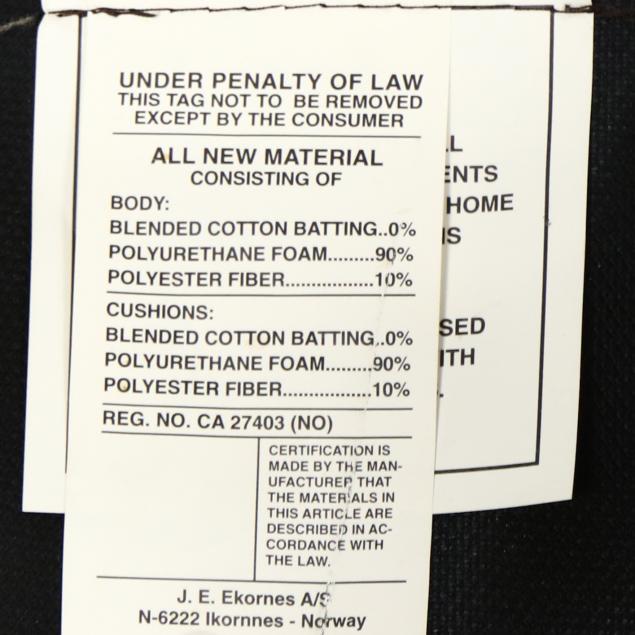 UNDER PENALTY OF LAW
THIS TAG NOT TO BE REMOVED
EXCEPT BY THE CONSUMER
ALL NEW MATERIAL
CONSISTING OF
BODY:
BLENDED COTTON BATTING..0%
POLYURETHANE FOAM.........90%
POLYESTER FIBER.................10%
CUSHIONS:
BLENDED COTTON BATTING..0%
POLYURETHANE FOAM.........90%
POLYESTER FIBER.................10%
REG. NO. CA 27403 (NO)
CERTIFICATION IS
MADE BY THE MAN-
UFACTURER THAT
THE MATERIALS IN
THIS ARTICLE ARE
DESCRIBED IN AC-
CORDANCE WITH
THE LAW.
J. E. Ekornes A/S
N-6222 Ikornnes - Norway
HOME